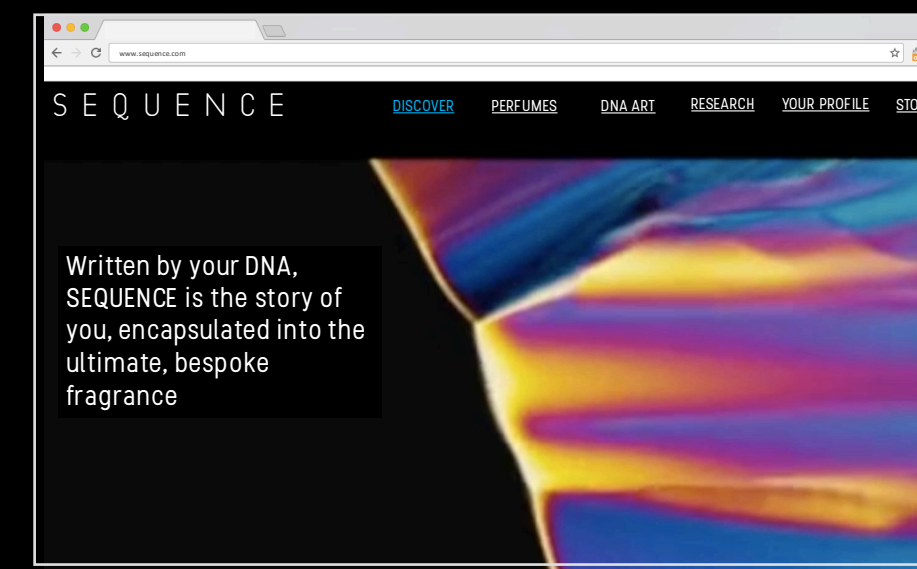 www.sequence.com
SEQUENCE
DISCOVER PERFUMES DNA ART RESEARCH YOUR PROFILE STO
Written by your DNA,
SEQUENCE is the story of
you, encapsulated into the
ultimate, bespoke
fragrance